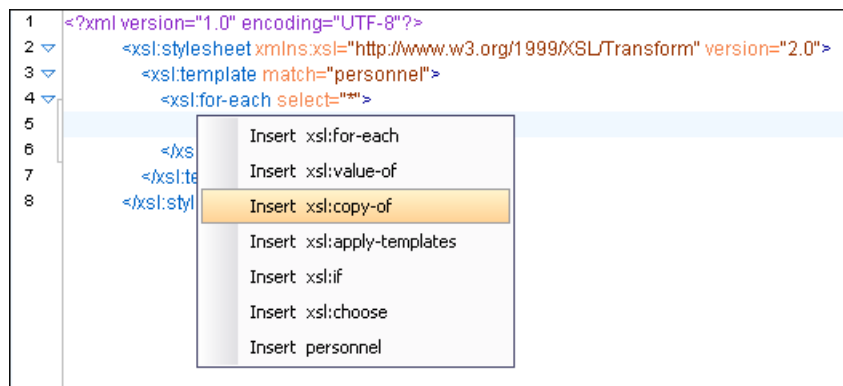 1 <?xml version="1.0" encoding="UTF-8"?>
2 <xsl:stylesheet xmlns:xsl="http://www.w3.org/1999/XSL/Transform" version="2.0">
3 <xsl:template match="personnel">
4 <xsl:for-each select="*">
5
6 </xs
7 </xsl:te
8 </xsl:styl
Insert xsl:for-each
Insert xsl:value-of
Insert xsl:copy-of
Insert xsl:apply-templates
Insert xsl:if
Insert xsl:choose
Insert personnel